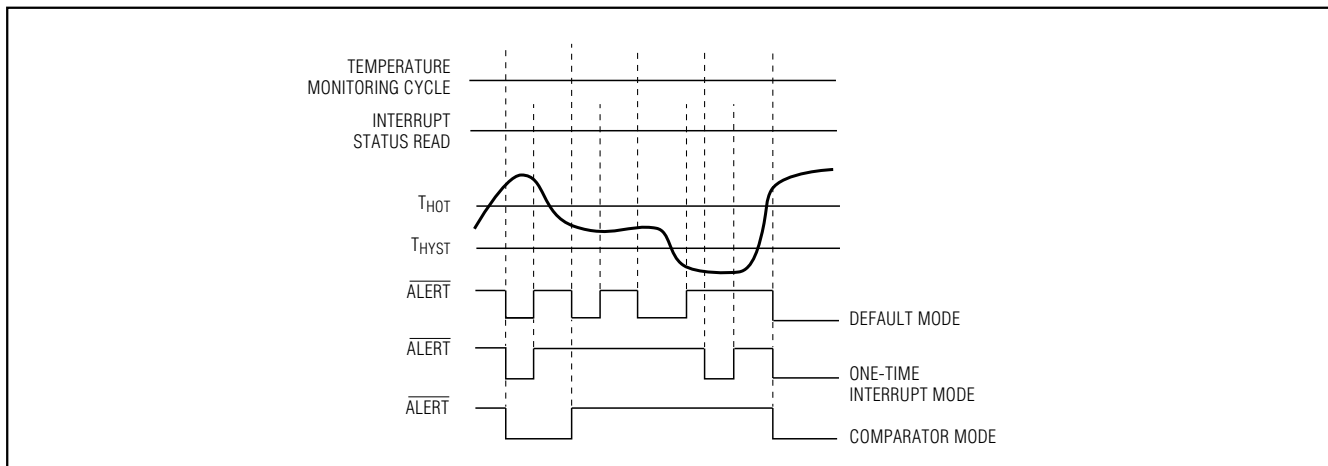 TEMPERATURE
MONITORING CYCLE
INTERRUPT
STATUS READ
THOT
THYST
ALERT
DEFAULT MODE
ALERT
ONE-TIME
INTERRUPT MODE
ALERT
COMPARATOR MODE